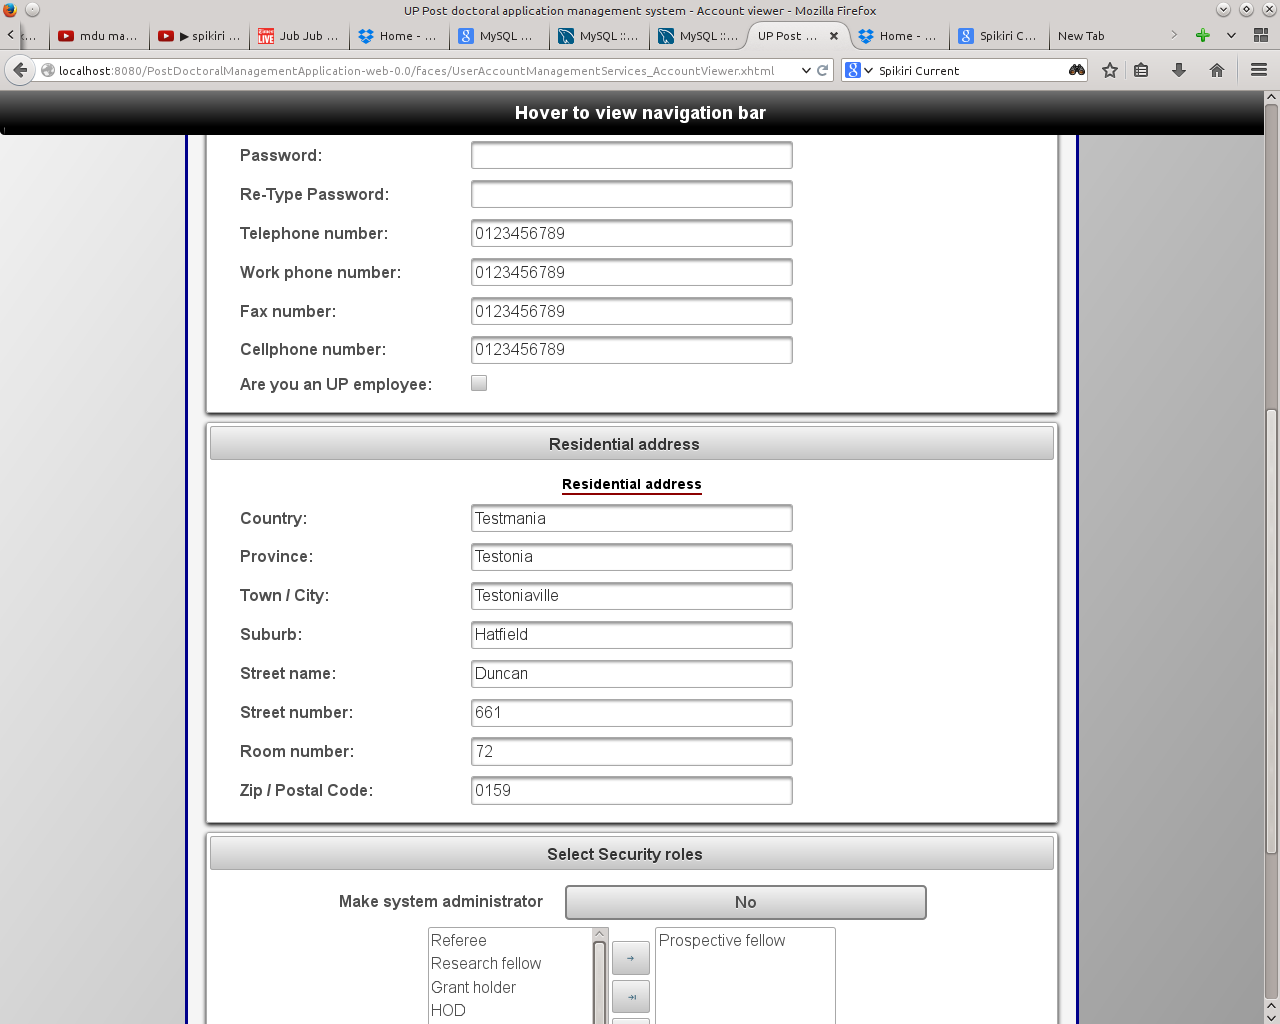 UP Post doctoral application management system - Account viewer - Mozilla Firefox
x... mdu ma... ▶ spikiri ... Jub Jub ... Home - ... MySQL ... MySQL ::... MySQL ::... UP Post ... Home - ... Spikiri C... New Tab
localhost:8080/PostDoctoralManagementApplication-web-0.0/faces/UserAccountManagementServices_AccountViewer.xhtml Spikiri Current
Hover to view navigation bar
Password:
Re-Type Password:
Telephone number: 0123456789
Work phone number: 0123456789
Fax number: 0123456789
Cellphone number: 0123456789
Are you an UP employee:
Residential address
Residential address
Country: Testmania
Province: Testonia
Town / City: Testoniaville
Suburb: Hatfield
Street name: Duncan
Street number: 661
Room number: 72
Zip / Postal Code: 0159
Select Security roles
Make system administrator No
Referee Prospective fellow
Research fellow
Grant holder
HOD